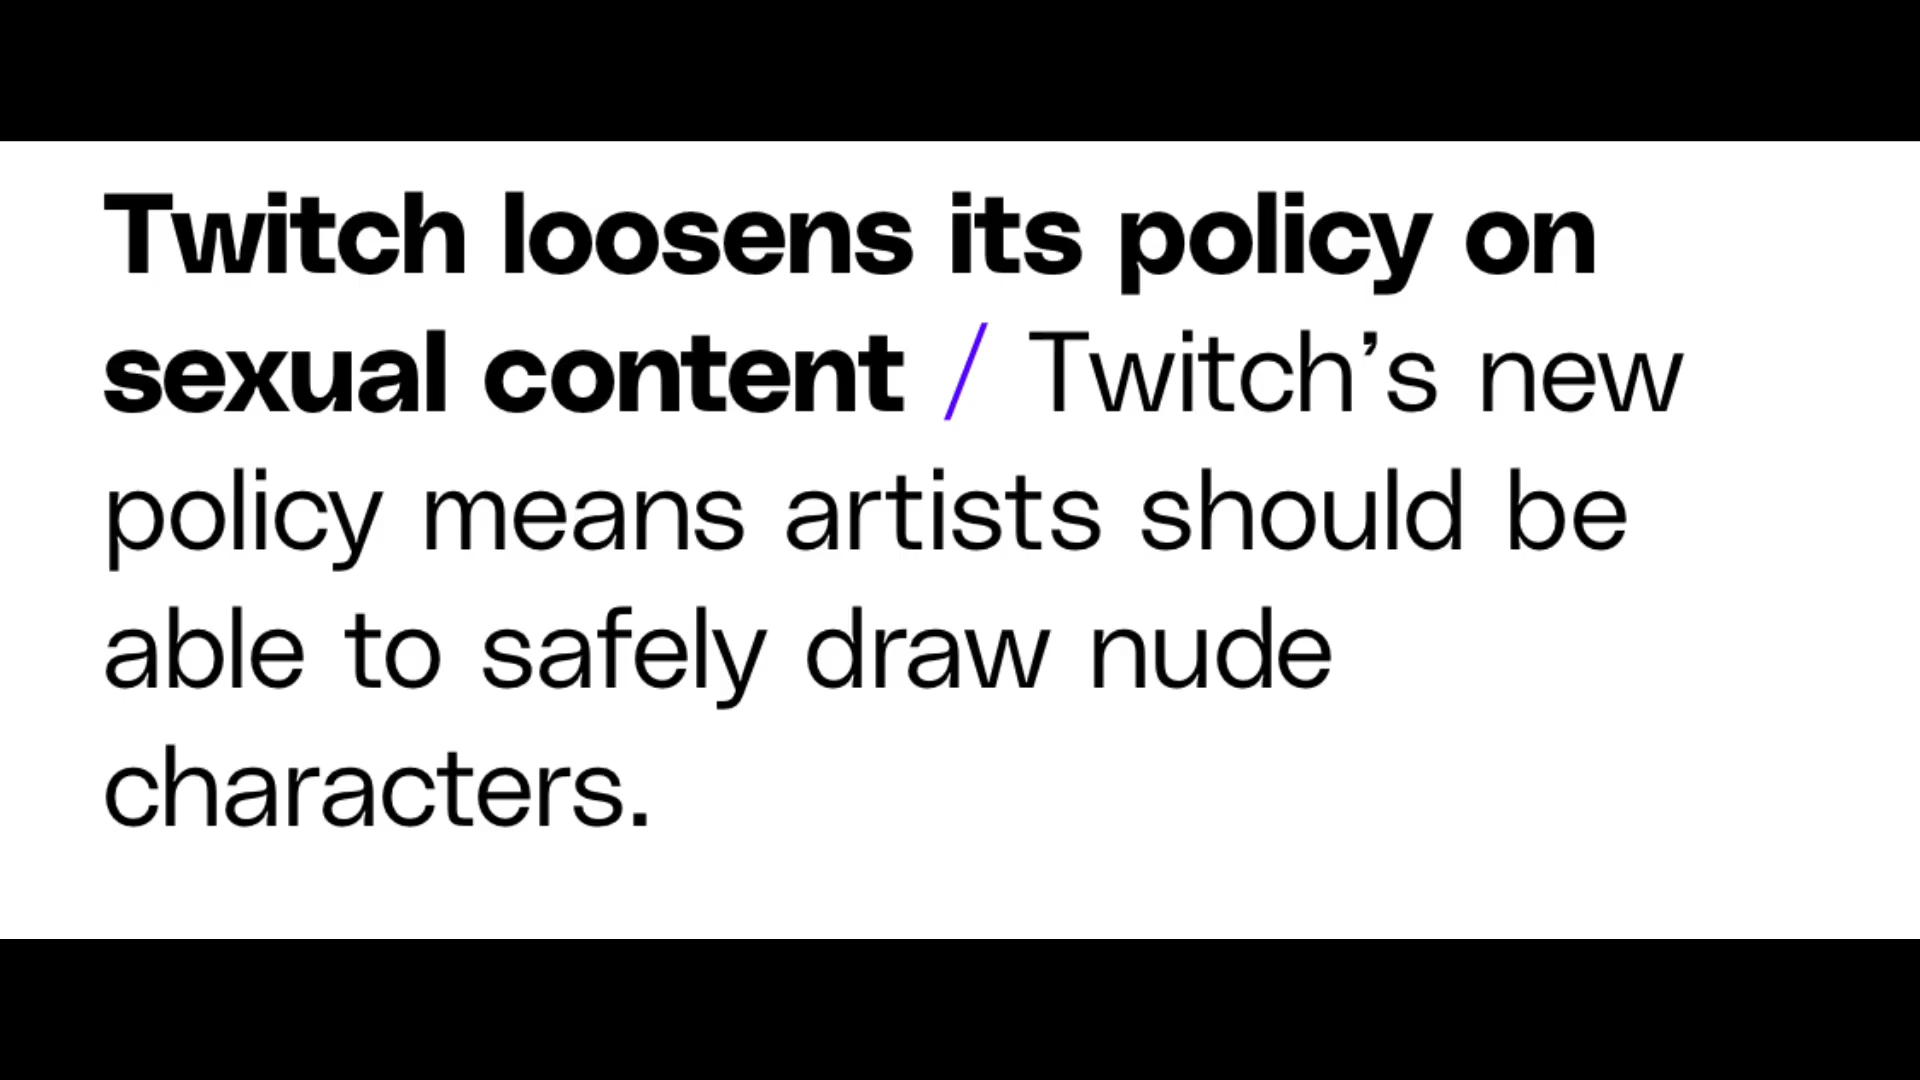 Twitch loosens its policy on
sexual content / Twitch’s new
policy means artists should be
able to safely draw nude
characters.